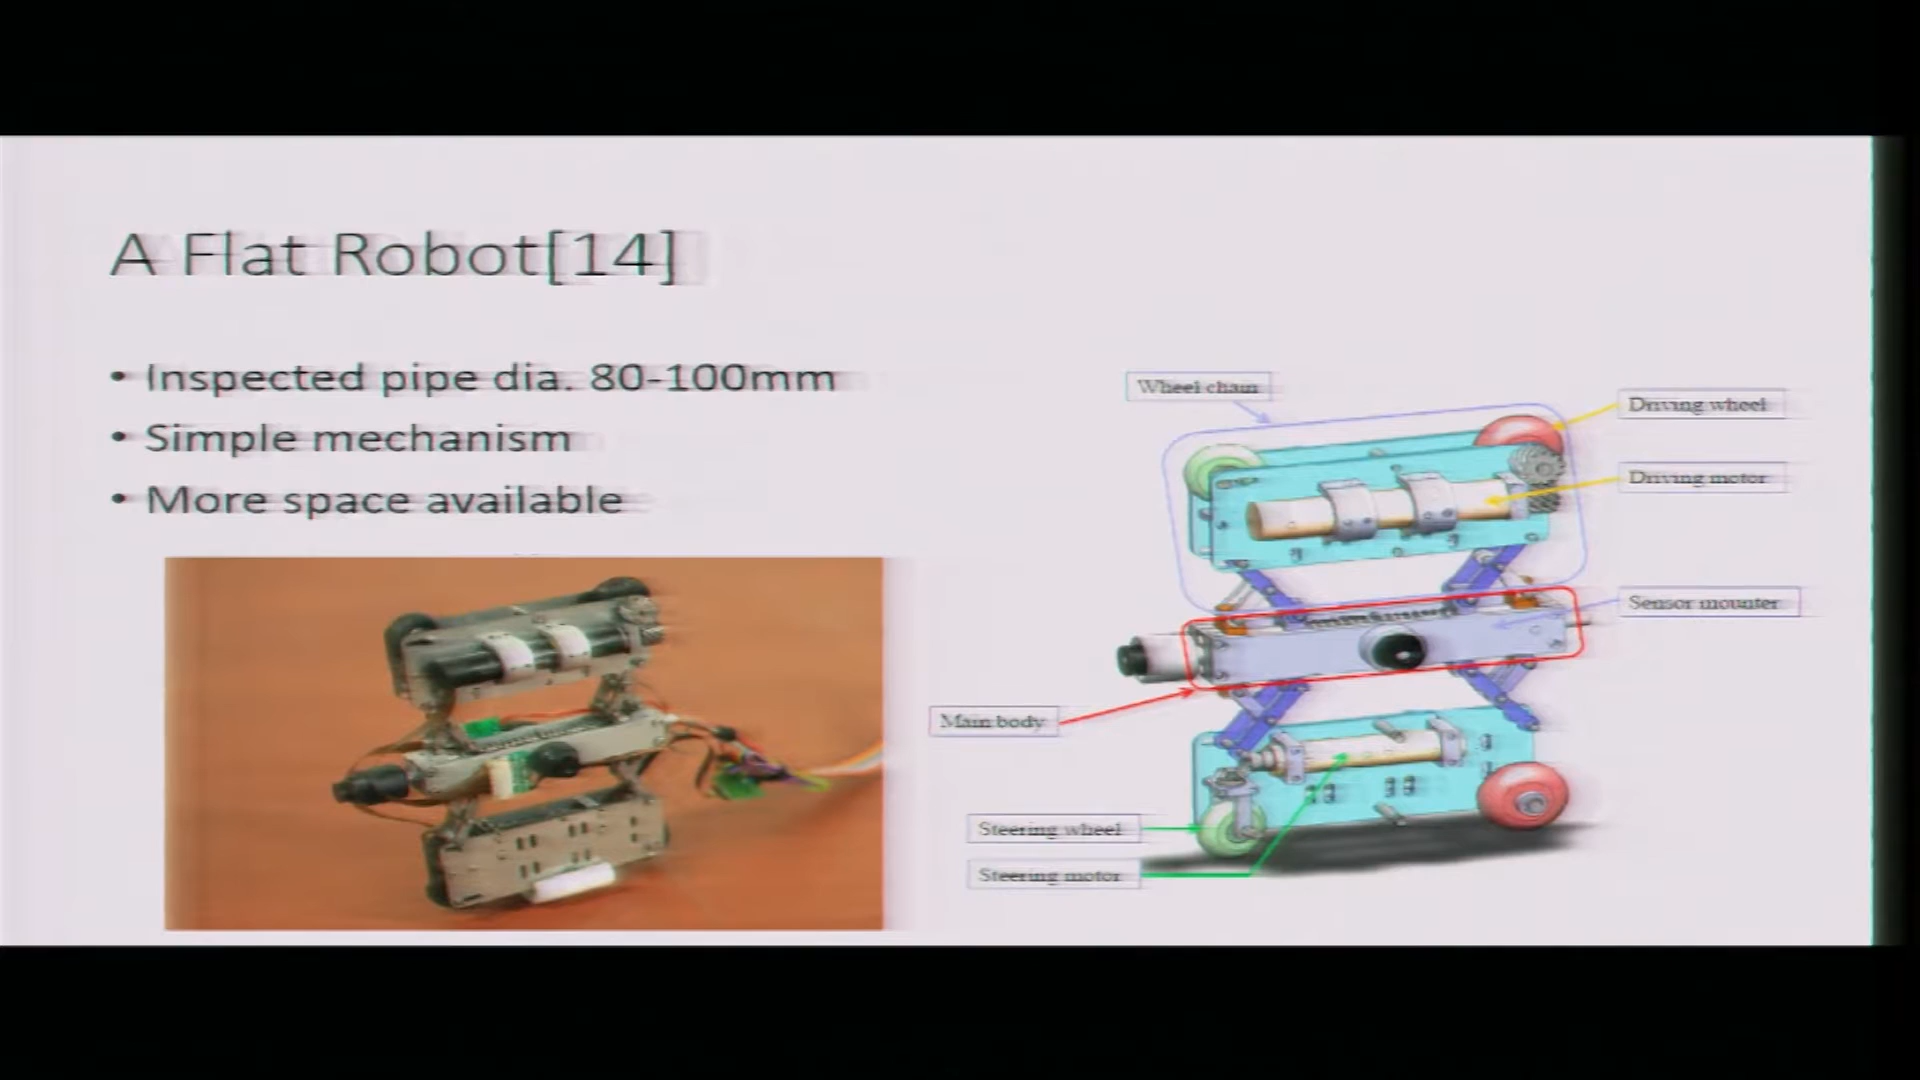 A Flat Robot[14]
• Inspected pipe dia. 80-100mm
• Simple mechanism
• More space available
Wheel chain
Driving wheel
Driving motor
Sensor mounter
Main body
Steering wheel
Steering motor